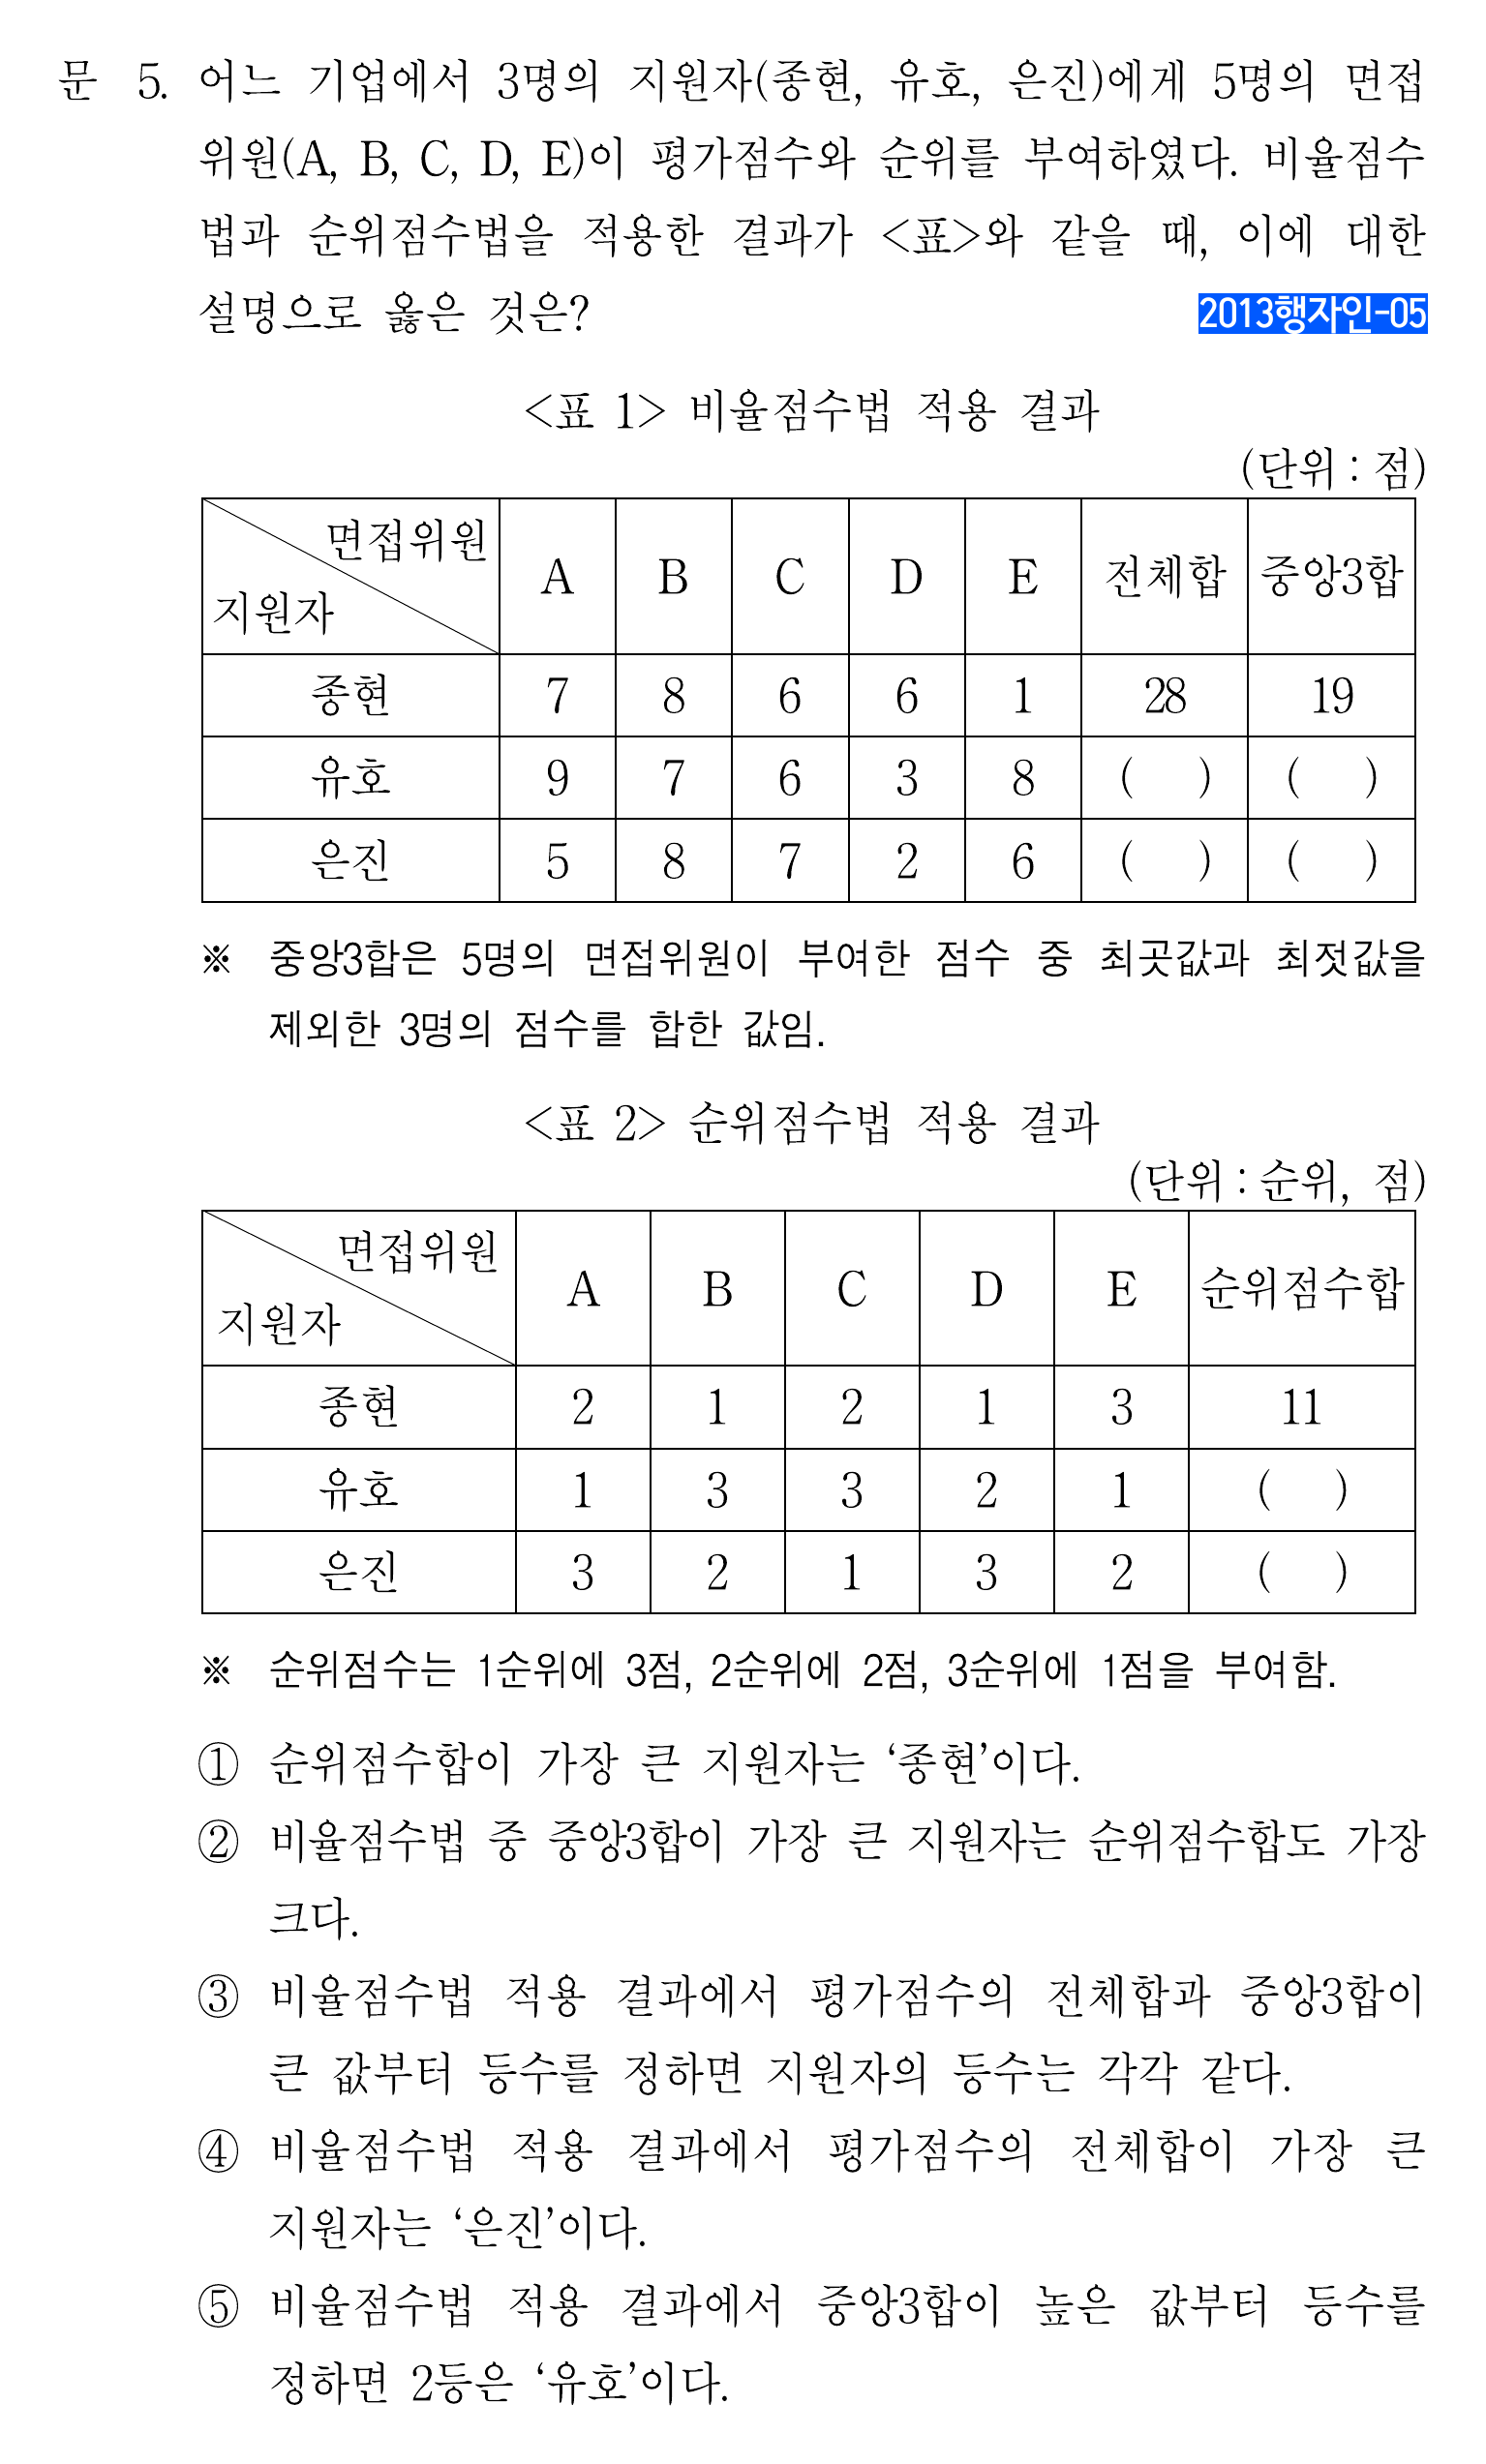 문 5. 어느 기업에서 3명의 지원자(종현, 유호, 은진)에게 5명의 면접
위원(A, B, C, D, E)이 평가점수와 순위를 부여하였다. 비율점수
법과 순위점수법을 적용한 결과가 <표>와 같을 때, 이에 대한
설명으로 옳은 것은? 2013행자인-05
<표 1> 비율점수법 적용 결과
(단위 : 점)
면접위원
지원자 A B C D E 전체합 중앙3합
종현 7 8 6 6 1 28 19
유호 9 7 6 3 8 ( ) ( )
은진 5 8 7 2 6 ( ) ( )
※ 중앙3합은 5명의 면접위원이 부여한 점수 중 최곳값과 최젓값을
제외한 3명의 점수를 합한 값임.
<표 2> 순위점수법 적용 결과
(단위 : 순위, 점)
면접위원
지원자 A B C D E 순위점수합
종현 2 1 2 1 3 11
유호 1 3 3 2 1 ( )
은진 3 2 1 3 2 ( )
※ 순위점수는 1순위에 3점, 2순위에 2점, 3순위에 1점을 부여함.
① 순위점수합이 가장 큰 지원자는 ‘종현’이다.
② 비율점수법 중 중앙3합이 가장 큰 지원자는 순위점수합도 가장
크다.
③ 비율점수법 적용 결과에서 평가점수의 전체합과 중앙3합이
큰 값부터 등수를 정하면 지원자의 등수는 각각 같다.
④ 비율점수법 적용 결과에서 평가점수의 전체합이 가장 큰
지원자는 ‘은진’이다.
⑤ 비율점수법 적용 결과에서 중앙3합이 높은 값부터 등수를
정하면 2등은 ‘유호’이다.